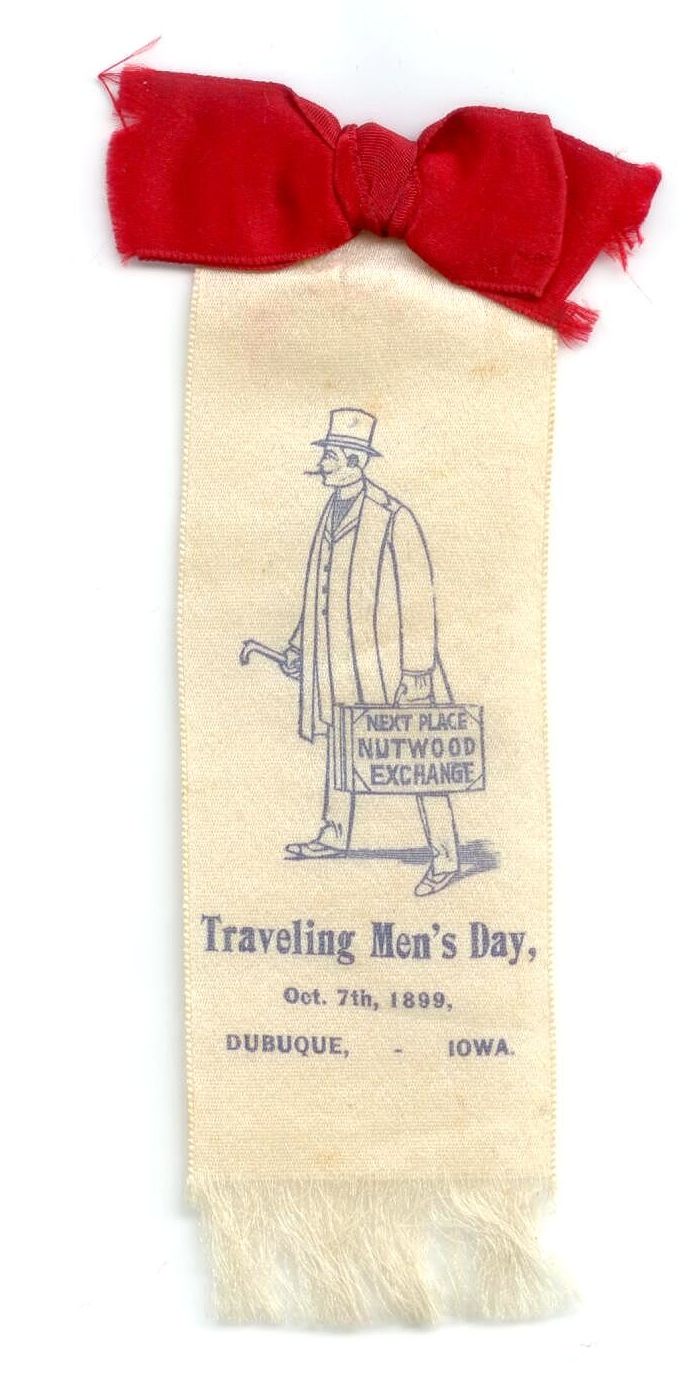 NEXT PLACE
NUTWOOD
EXCHANGE
Traveling Men's Day,
Oct. 7th, 1899,
DUBUQUE, - IOWA.